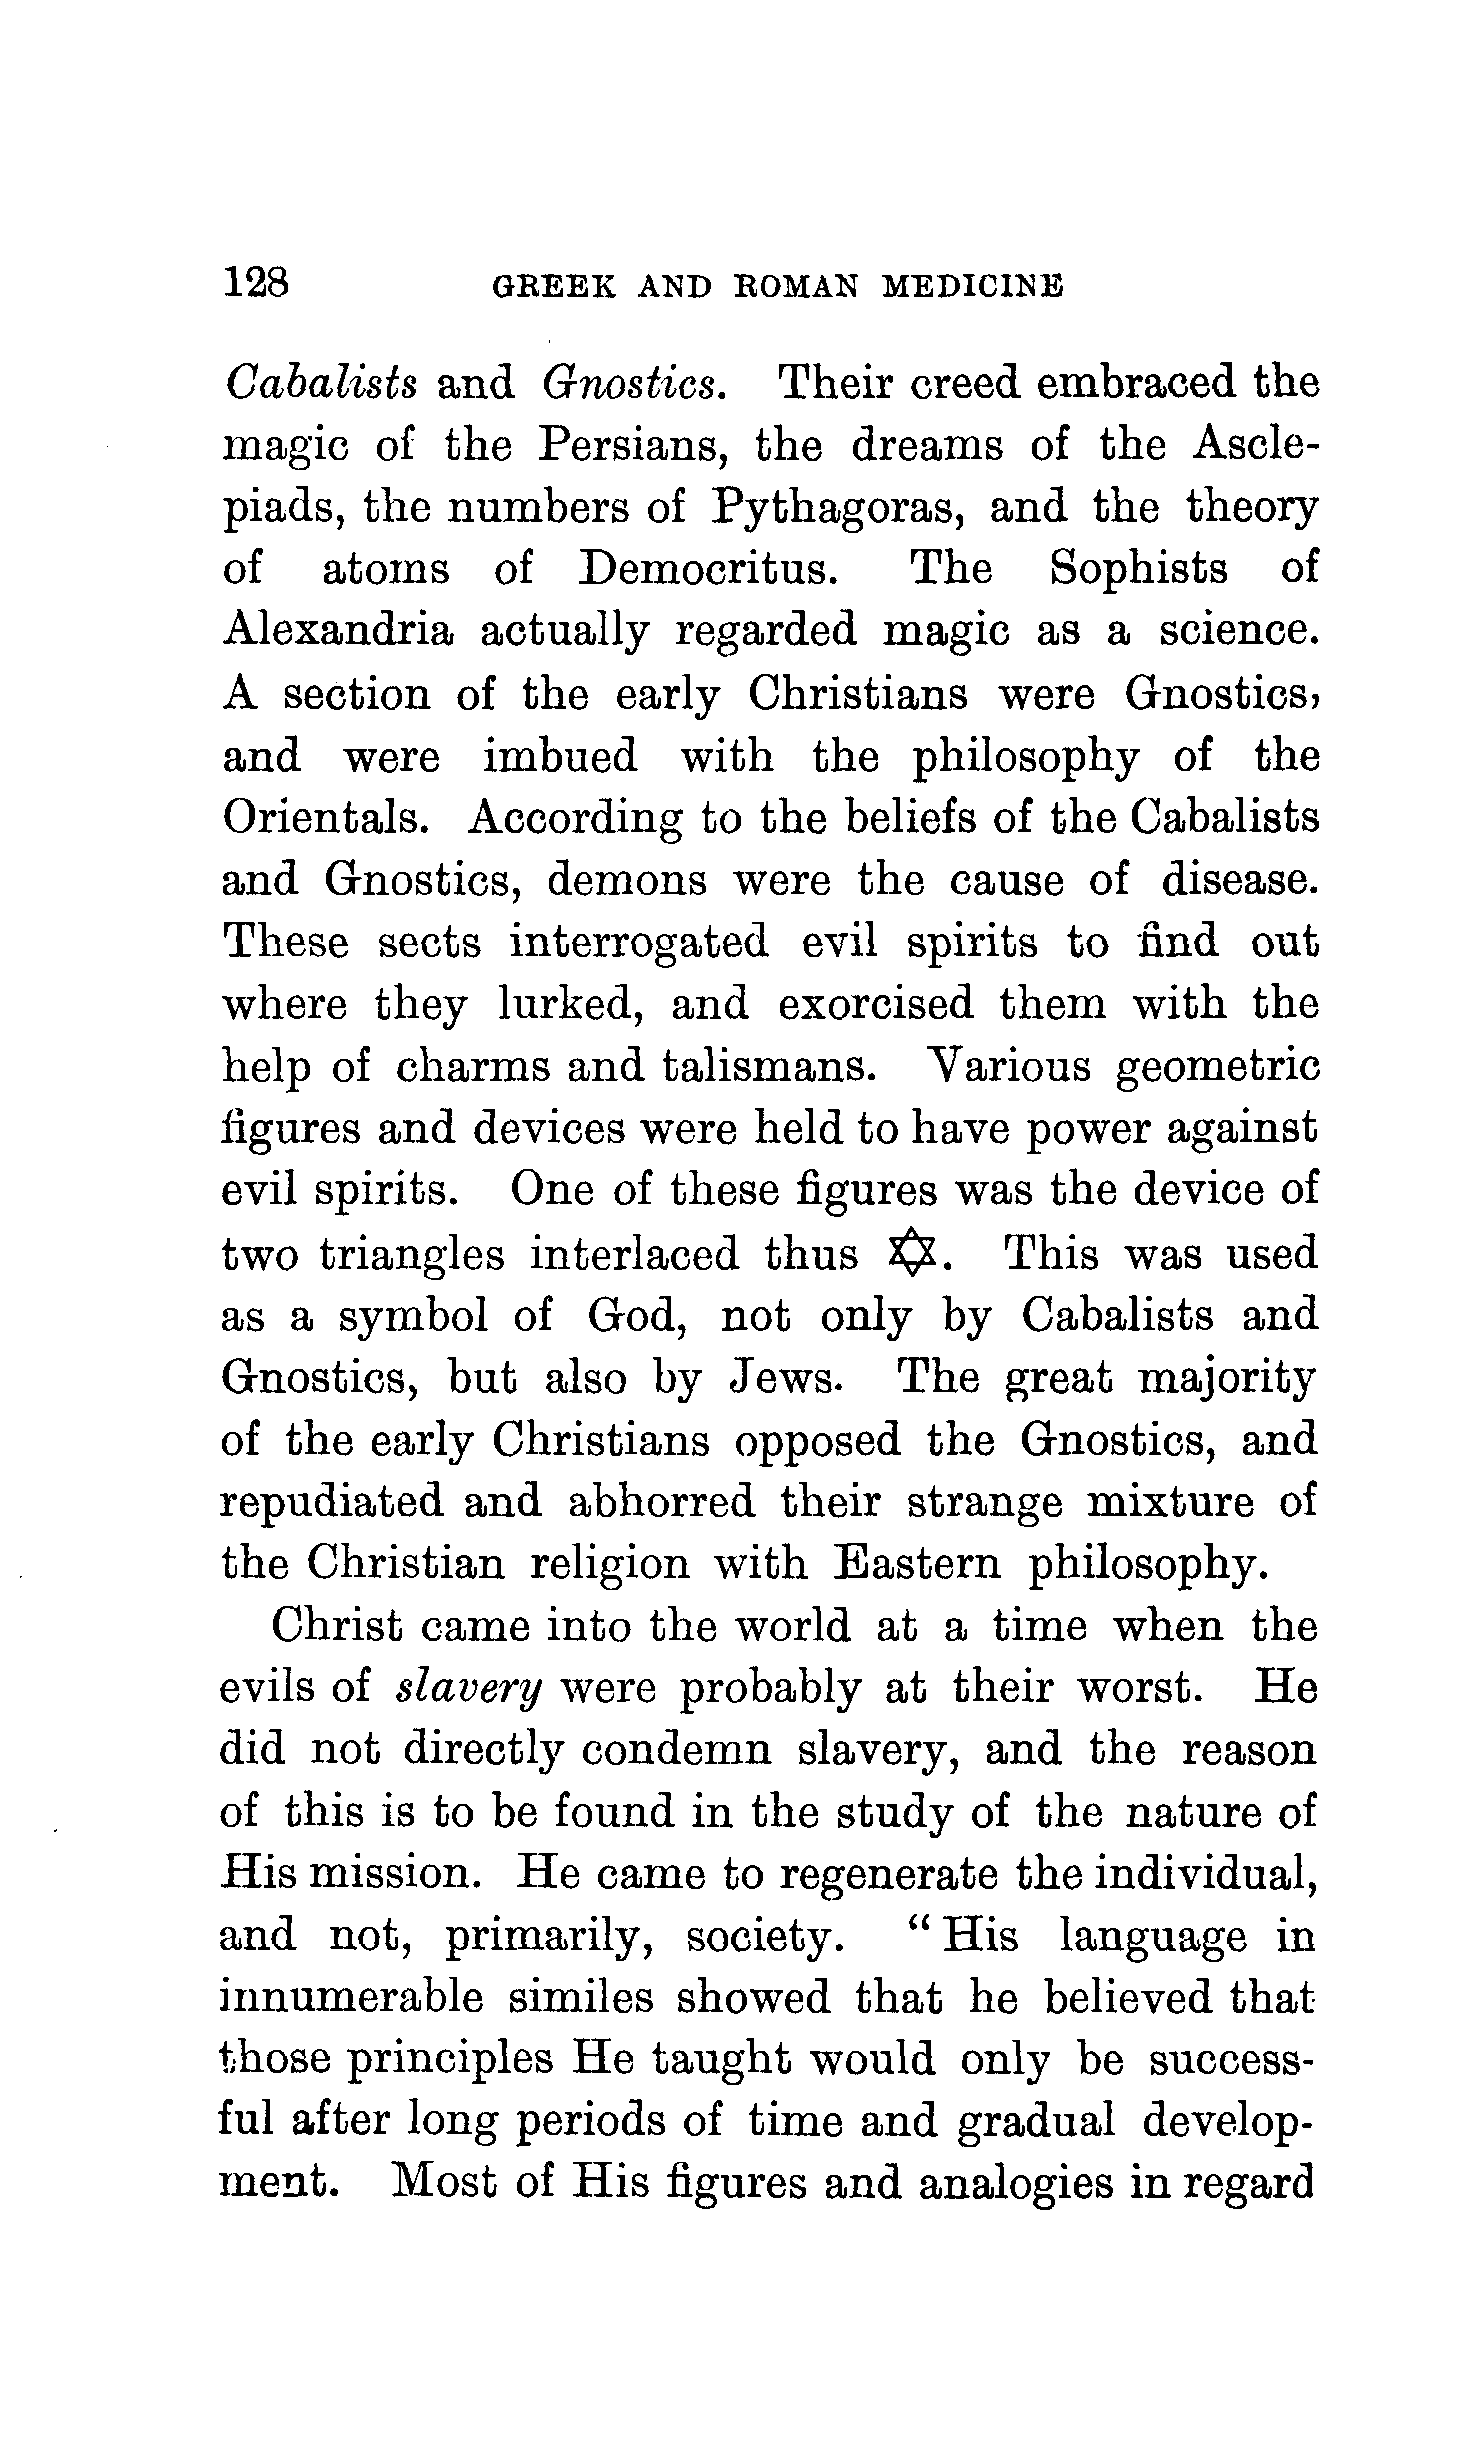 128 GREEK AND ROMAN MEDICINE
Cabalists and Gnostics. Their creed embraced the
magic of the Persians, the dreams of the Ascle-
piads, the numbers of Pythagoras, and the theory
of atoms of Democritus. The Sophists of
Alexandria actually regarded magic as a science.
A section of the early Christians were Gnostics,
and were imbued with the philosophy of the
Orientals. According to the beliefs of the Cabalists
and Gnostics, demons were the cause of disease.
These sects interrogated evil spirits to find out
where they lurked, and exorcised them with the
help of charms and talismans. Various geometric
figures and devices were held to have power against
evil spirits. One of these figures was the device of
two triangles interlaced thus ✡. This was used
as a symbol of God, not only by Cabalists and
Gnostics, but also by Jews. The great majority
of the early Christians opposed the Gnostics, and
repudiated and abhorred their strange mixture of
the Christian religion with Eastern philosophy.
Christ came into the world at a time when the
evils of slavery were probably at their worst. He
did not directly condemn slavery, and the reason
of this is to be found in the study of the nature of
His mission. He came to regenerate the individual,
and not, primarily, society. “ His language in
innumerable similes showed that he believed that
those principles He taught would only be success-
ful after long periods of time and gradual develop-
ment. Most of His figures and analogies in regard